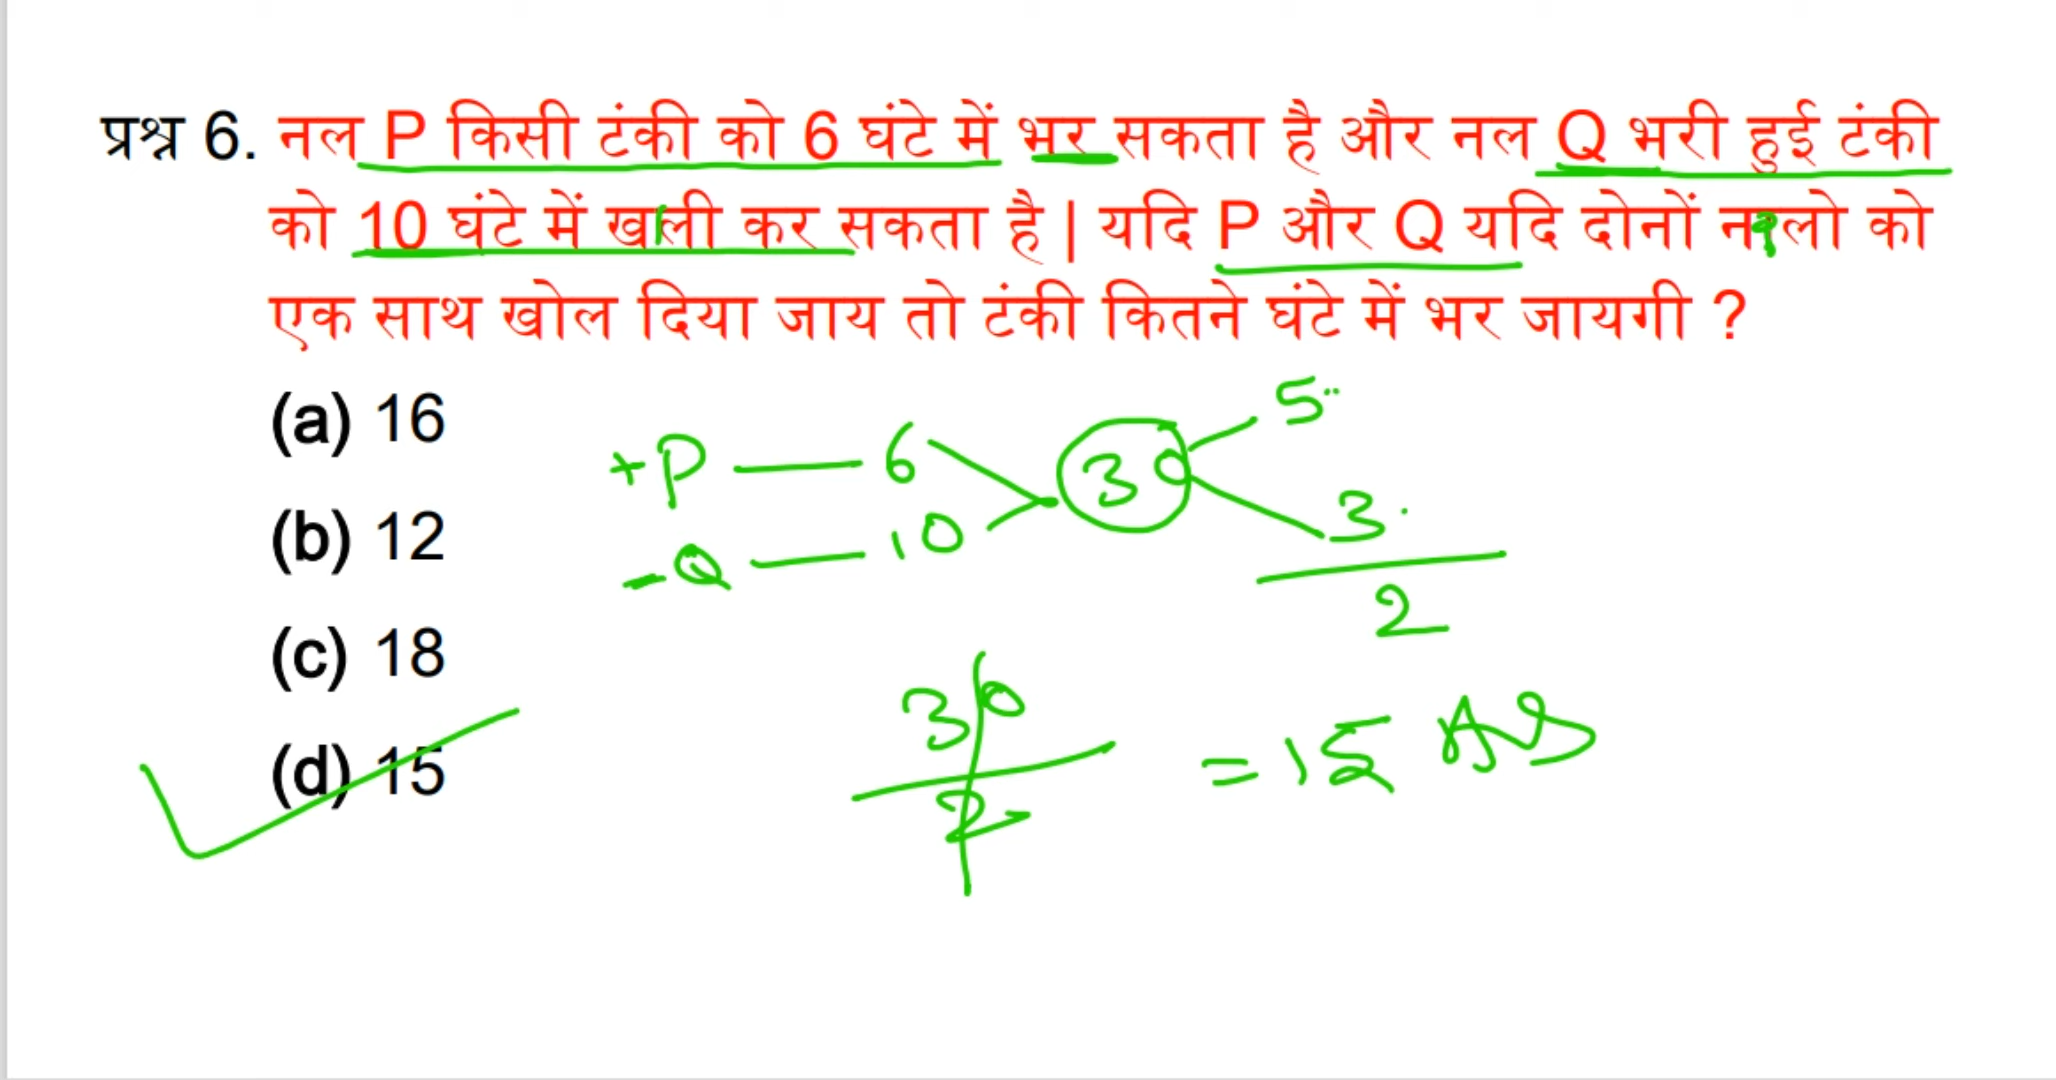 प्रश्न 6. नल P किसी टंकी को 6 घंटे में भर सकता है और नल Q भरी हुई टंकी
को 10 घंटे में खाली कर सकता है | यदि P और Q यदि दोनों नलो को
एक साथ खोल दिया जाय तो टंकी कितने घंटे में भर जायगी ?
(a) 16
(b) 12
(c) 18
(d) 15
+P — 6
-Q — 10
30
5
3
2
30
2
= 15 Ans